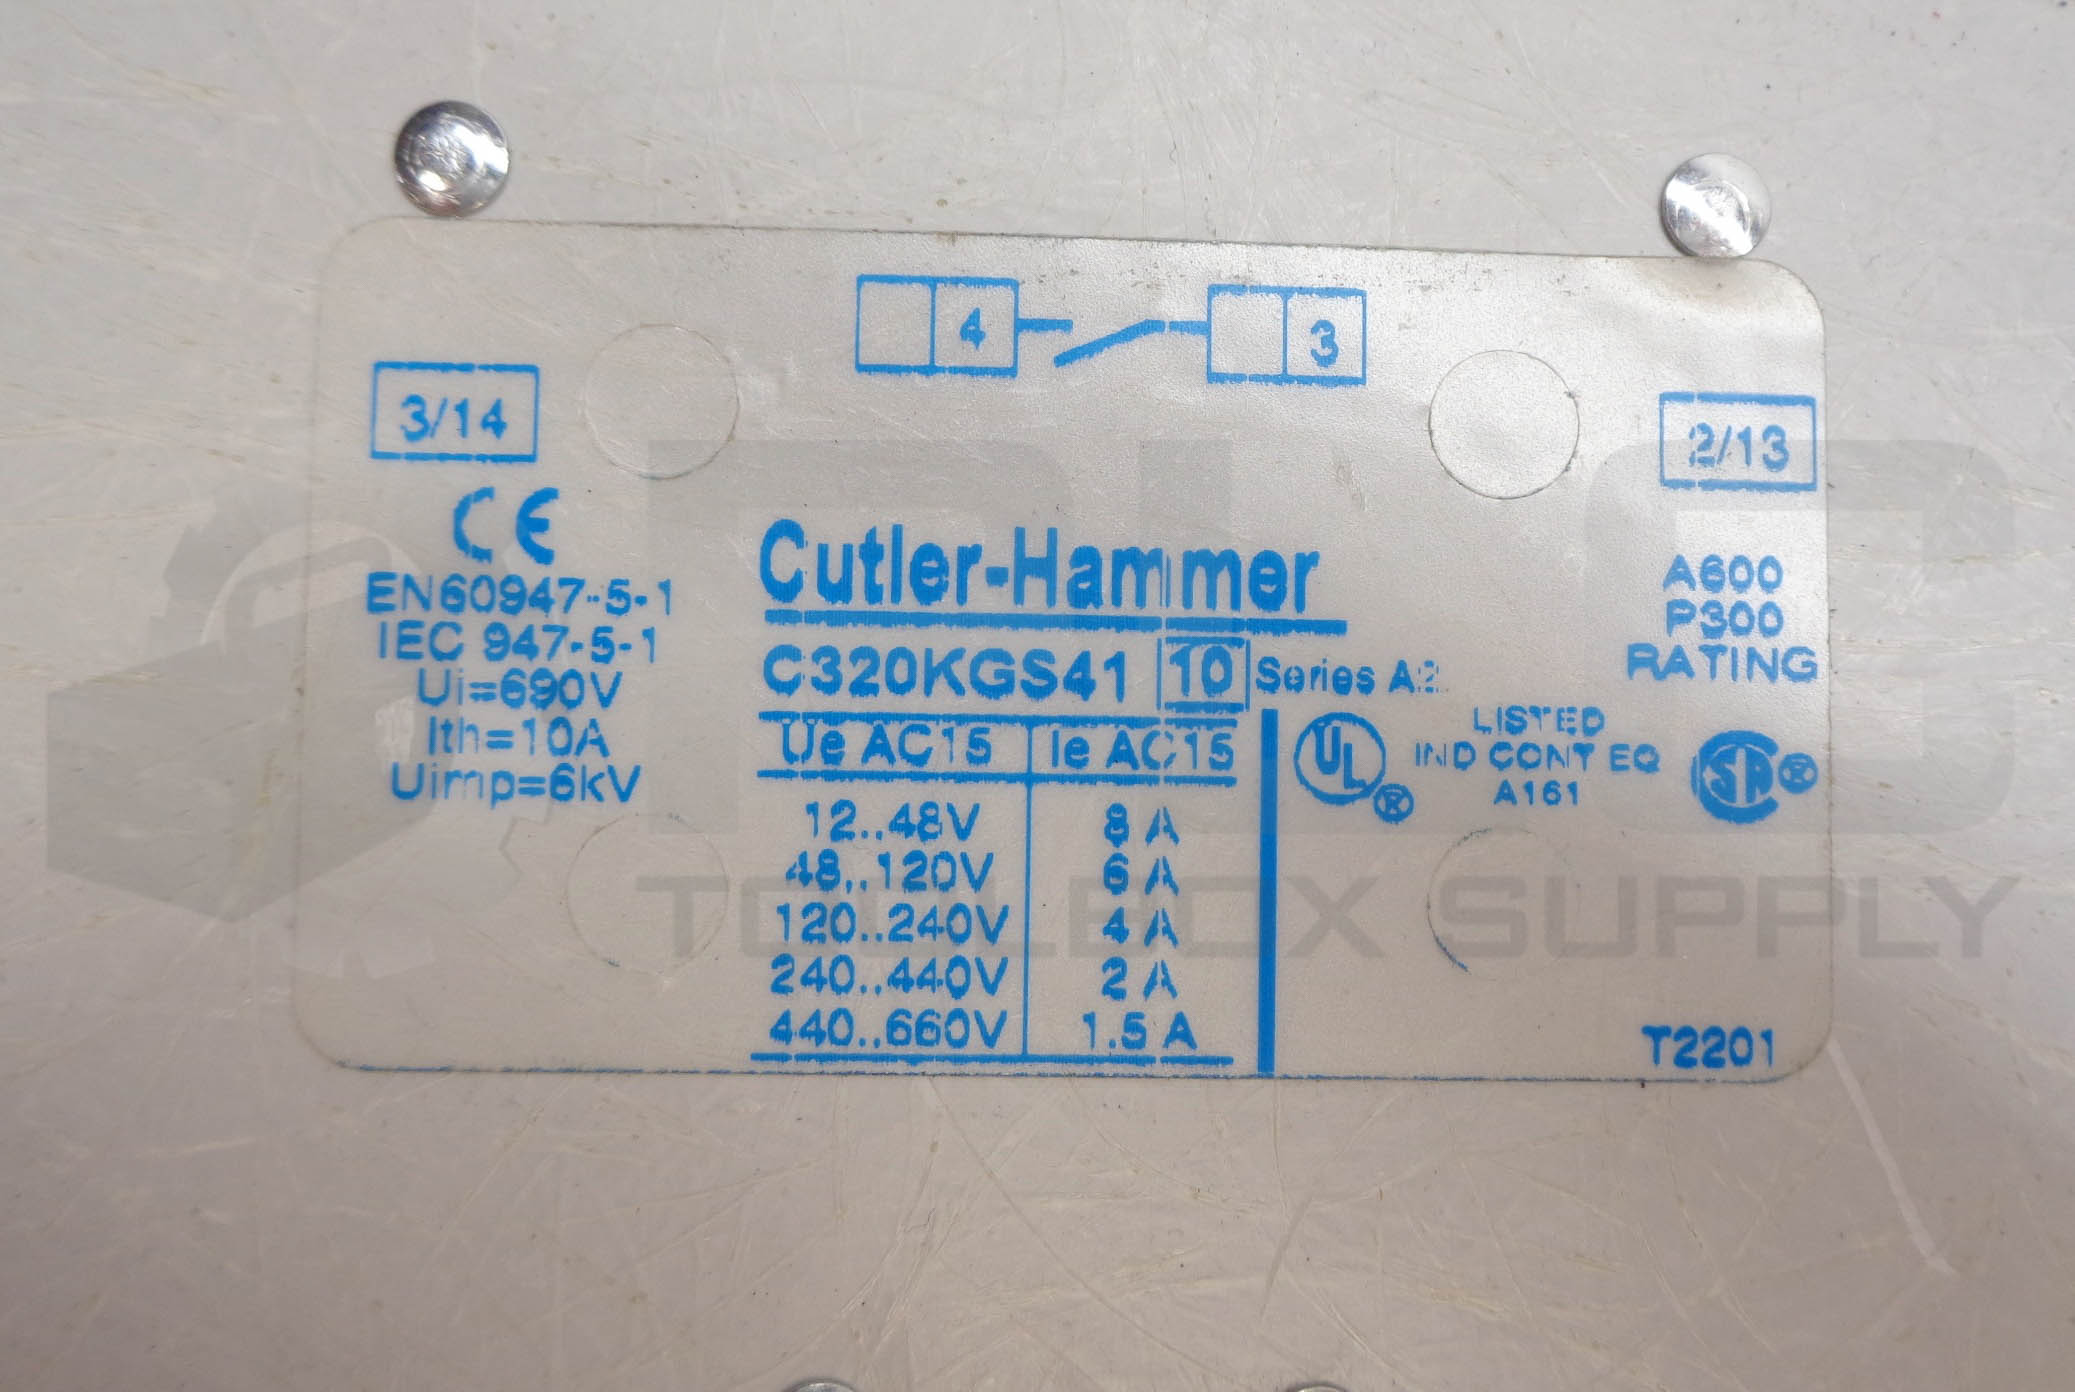 4 3
3/14
2/13
CE
EN60947-5-1
IEC 947-5-1
Ui=690V
Ith=10A
Uimp=6kV
Cutler-Hammer
C320KGS41 10 Series A2
Ue AC15 Ie AC15
12..48V 8 A
48..120V 6 A
120..240V 4 A
240..440V 2 A
440..660V 1.5 A
A600
P300
RATING
UL ®
LISTED
IND CONT EQ
A161
SA ®
T2201
TOOLBOX SUPPLY